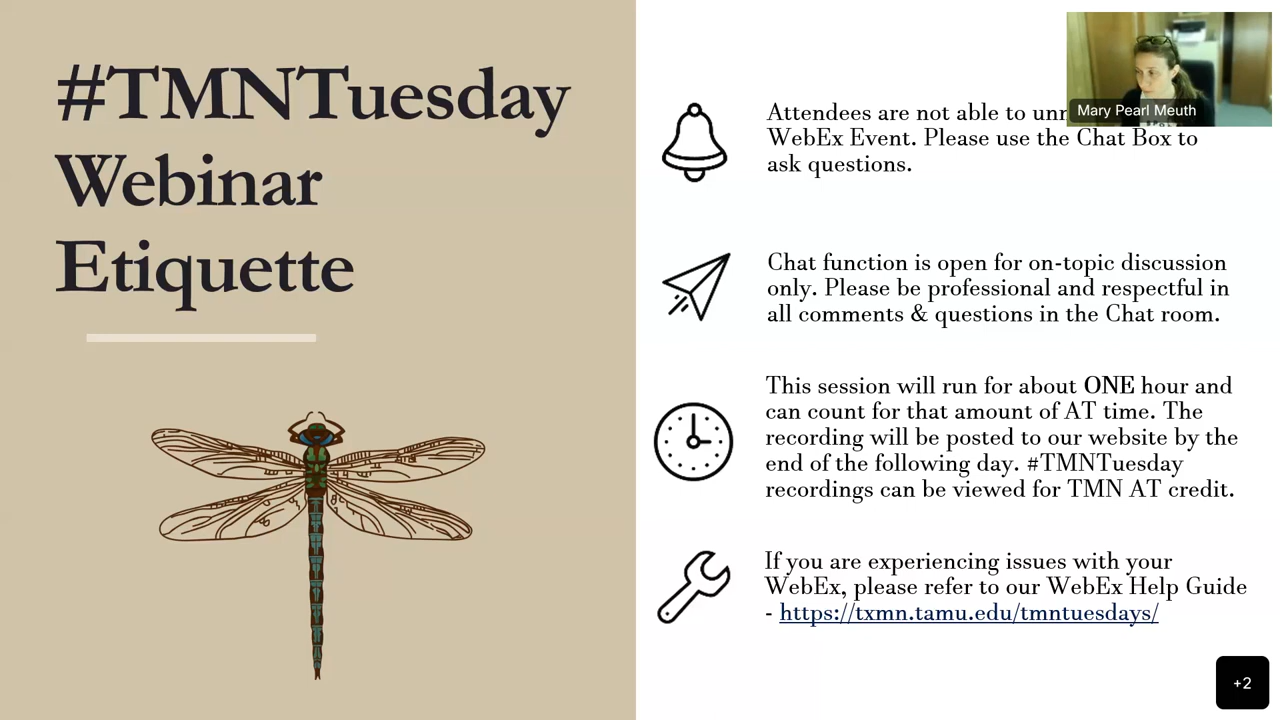 #TMNTuesday
Webinar
Etiquette
Attendees are not able to
WebEx Event. Please use the Chat Box to
ask questions.
Mary Pearl Meuth
Chat function is open for on-topic discussion
only. Please be professional and respectful in
all comments & questions in the Chat room.
This session will run for about ONE hour and
can count for that amount of AT time. The
recording will be posted to our website by the
end of the following day. #TMNTuesday
recordings can be viewed for TMN AT credit.
If you are experiencing issues with your
WebEx, please refer to our WebEx Help Guide
- https://txmn.tamu.edu/tmntuesdays/
+2